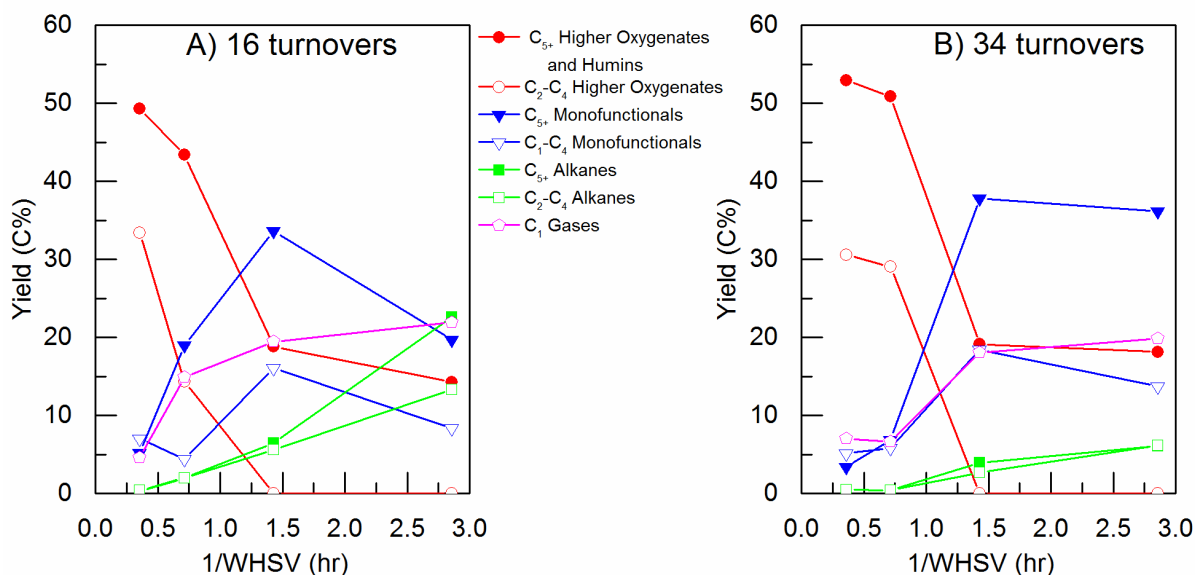 A) 16 turnovers
60
50
40
30
20
10
0
Yield (C%)
0.0 0.5 1.0 1.5 2.0 2.5 3.0
1/WHSV (hr)
C₅₊ Higher Oxygenates
and Humins
C₂-C₄ Higher Oxygenates
C₅₊ Monofunctionals
C₁-C₄ Monofunctionals
C₅₊ Alkanes
C₂-C₄ Alkanes
C₁ Gases
B) 34 turnovers
60
50
40
30
20
10
0
Yield (C%)
0.0 0.5 1.0 1.5 2.0 2.5 3.0
1/WHSV (hr)